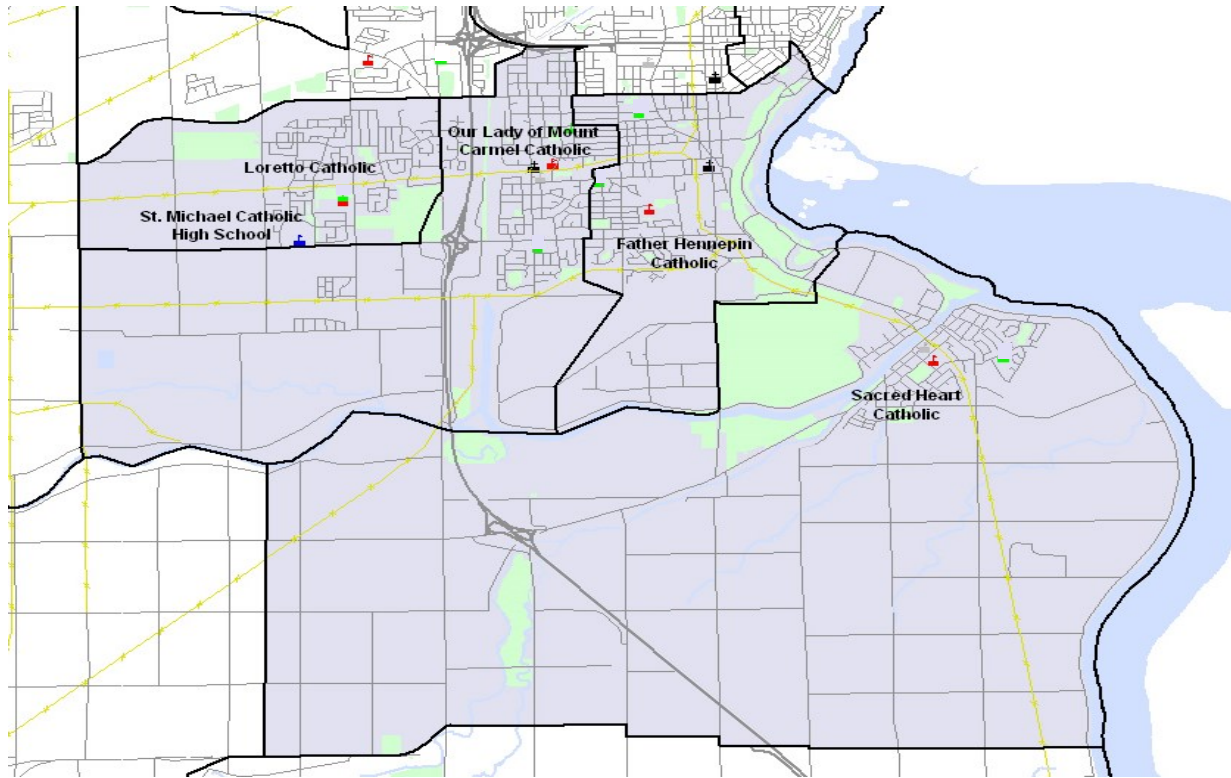 Our Lady of Mount
Carmel Catholic
Loretto Catholic
St. Michael Catholic
High School
Father Hennepin
Catholic
Sacred Heart
Catholic